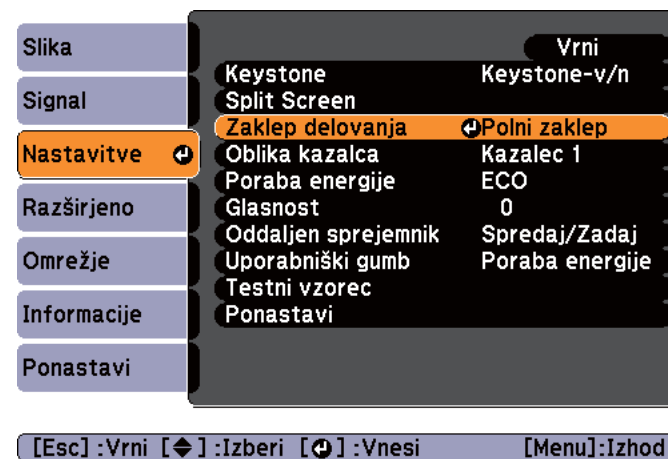 Slika
Signal
Nastavitve
Razširjeno
Omrežje
Informacije
Ponastavi
Vrni
Keystone Keystone-v/n
Split Screen
Zaklep delovanja Polni zaklep
Oblika kazalca Kazalec 1
Poraba energije ECO
Glasnost 0
Oddaljen sprejemnik Spredaj/Zadaj
Uporabniški gumb Poraba energije
Testni vzorec
Ponastavi
[Esc] :Vrni [◆] :Izberi [⏎] :Vnesi [Menu]:Izhod